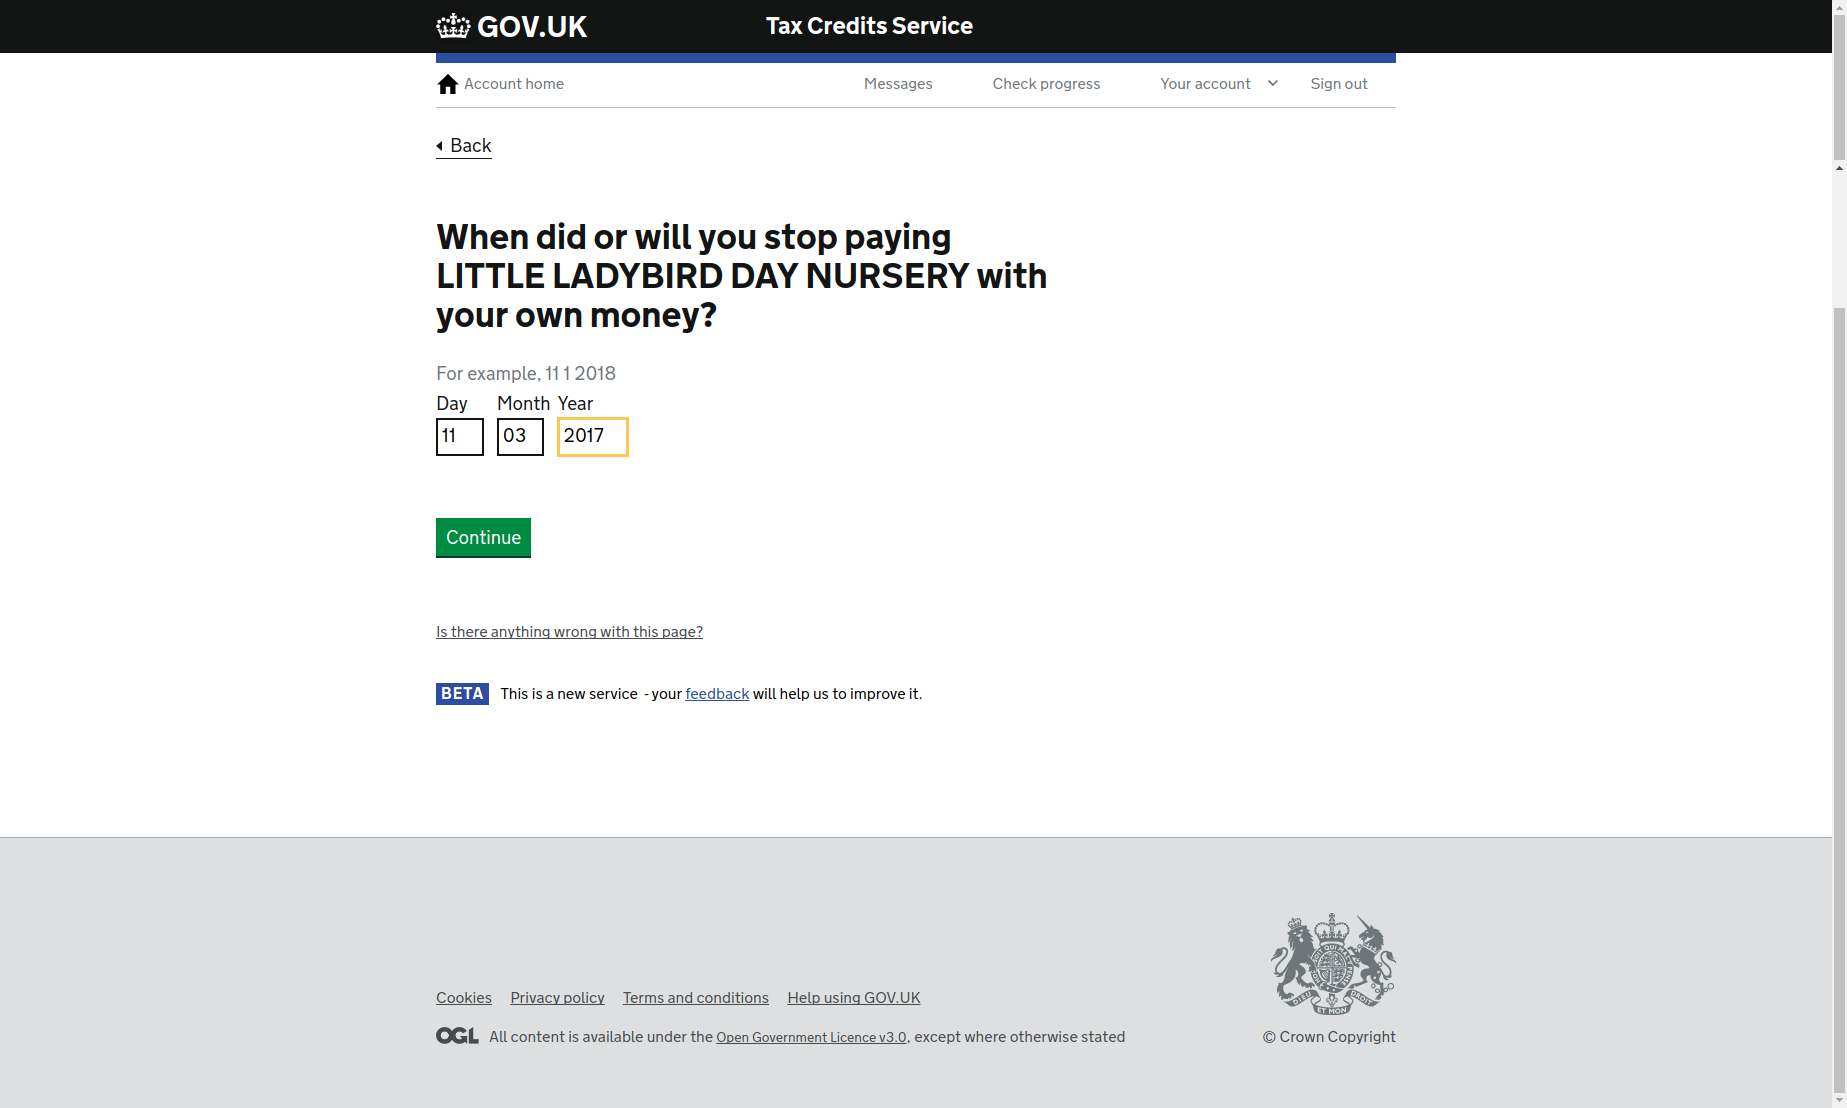 GOV.UK
Tax Credits Service
Account home
Messages
Check progress
Your account
Sign out
Back
When did or will you stop paying
LITTLE LADYBIRD DAY NURSERY with
your own money?
For example, 11 1 2018
Day Month Year
11 03 2017
Continue
Is there anything wrong with this page?
BETA This is a new service - your feedback will help us to improve it.
Cookies Privacy policy Terms and conditions Help using GOV.UK
OGL All content is available under the Open Government Licence v3.0, except where otherwise stated
DIEU ET MON DROIT
© Crown Copyright